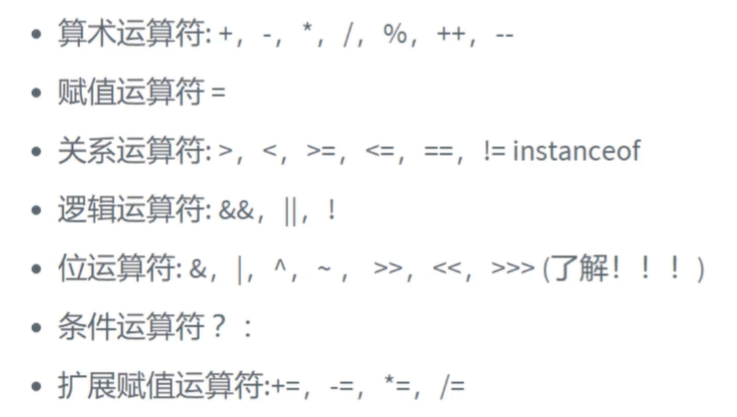 算术运算符: +，-，*，/，%，++，--
赋值运算符 =
关系运算符: >，<，>=，<=，==，!= instanceof
逻辑运算符: &&，||，!
位运算符: &，|，^，~ ， >>，<<，>>> (了解！！！)
条件运算符？：
扩展赋值运算符:+=，-=，*=，/=